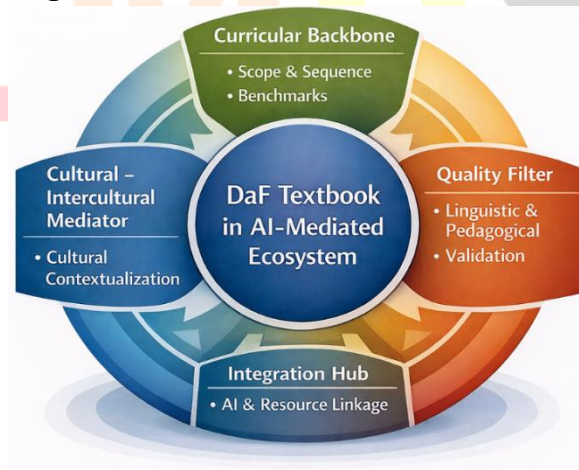 Curricular Backbone
• Scope & Sequence
• Benchmarks
Cultural –
Intercultural
Mediator
• Cultural
Contextualization
DaF Textbook
in AI-Mediated
Ecosystem
Quality Filter
• Linguistic &
Pedagogical
• Validation
Integration Hub
• AI & Resource Linkage